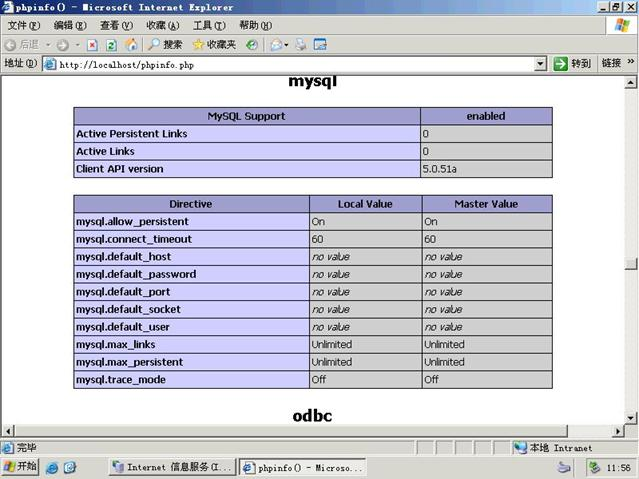 phpinfo() - Microsoft Internet Explorer
文件(F) 编辑(E) 查看(V) 收藏(A) 工具(T) 帮助(H)
后退 搜索 收藏夹
地址(D) http://localhost/phpinfo.php 转到 链接 »
mysql
MySQL Support enabled
Active Persistent Links 0
Active Links 0
Client API version 5.0.51a
Directive Local Value Master Value
mysql.allow_persistent On On
mysql.connect_timeout 60 60
mysql.default_host no value no value
mysql.default_password no value no value
mysql.default_port no value no value
mysql.default_socket no value no value
mysql.default_user no value no value
mysql.max_links Unlimited Unlimited
mysql.max_persistent Unlimited Unlimited
mysql.trace_mode Off Off
odbc
完毕 本地 Intranet
开始 Internet 信息服务(I... phpinfo() - Microso... 11:56